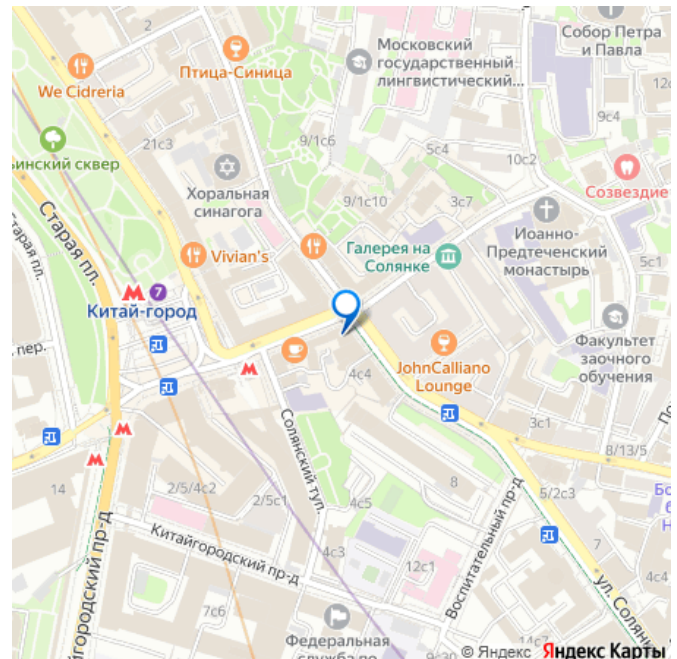 Собор Петра
и Павла
Московский
государственный
лингвистический...
Птица-Синица
We Cidreria
12с
9с4
9/1с6
21с3
5с4
10с2
инский сквер
Созвездие
Хоральная
синагога
9/1с10
3с7
Иоанно-
Предтеченский
монастырь
Старая пл.
Старая пл.
Vivian's
Галерея на
Солянке
5с1
7
Китай-город
пер.
Факультет
заочного
обучения
JohnCalliano
Lounge
4с4
3с1
8/13/5
Солянский туп.
14
2/5/4с2
2/5с1
8
5/2с3
4с5
Воспитательный пр-д
Китайгородский пр-д
4с3
12с1
7
ул. Солянк
4с4
йгородский пр-д
7с6
Федеральная
служба по
9с30
14с7
© Яндекс Яндекс Карты